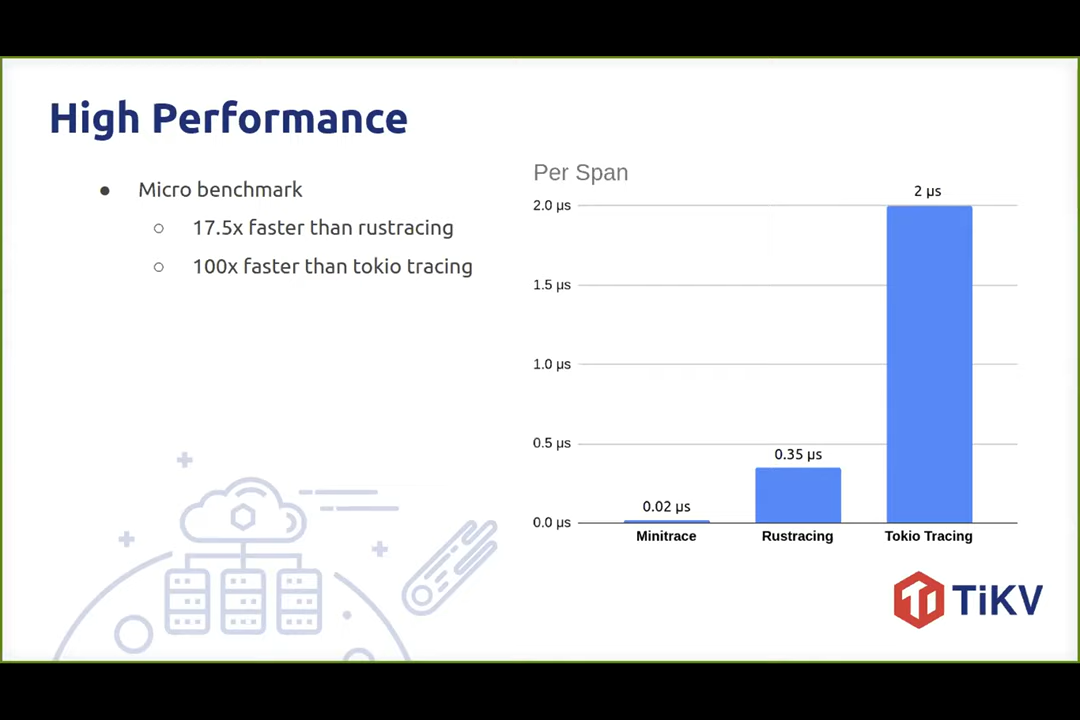 High Performance
● Micro benchmark
○ 17.5x faster than rustracing
○ 100x faster than tokio tracing
Per Span
2 µs
2.0 µs
1.5 µs
1.0 µs
0.5 µs
0.35 µs
0.02 µs
0.0 µs
Minitrace Rustracing Tokio Tracing
TiKV